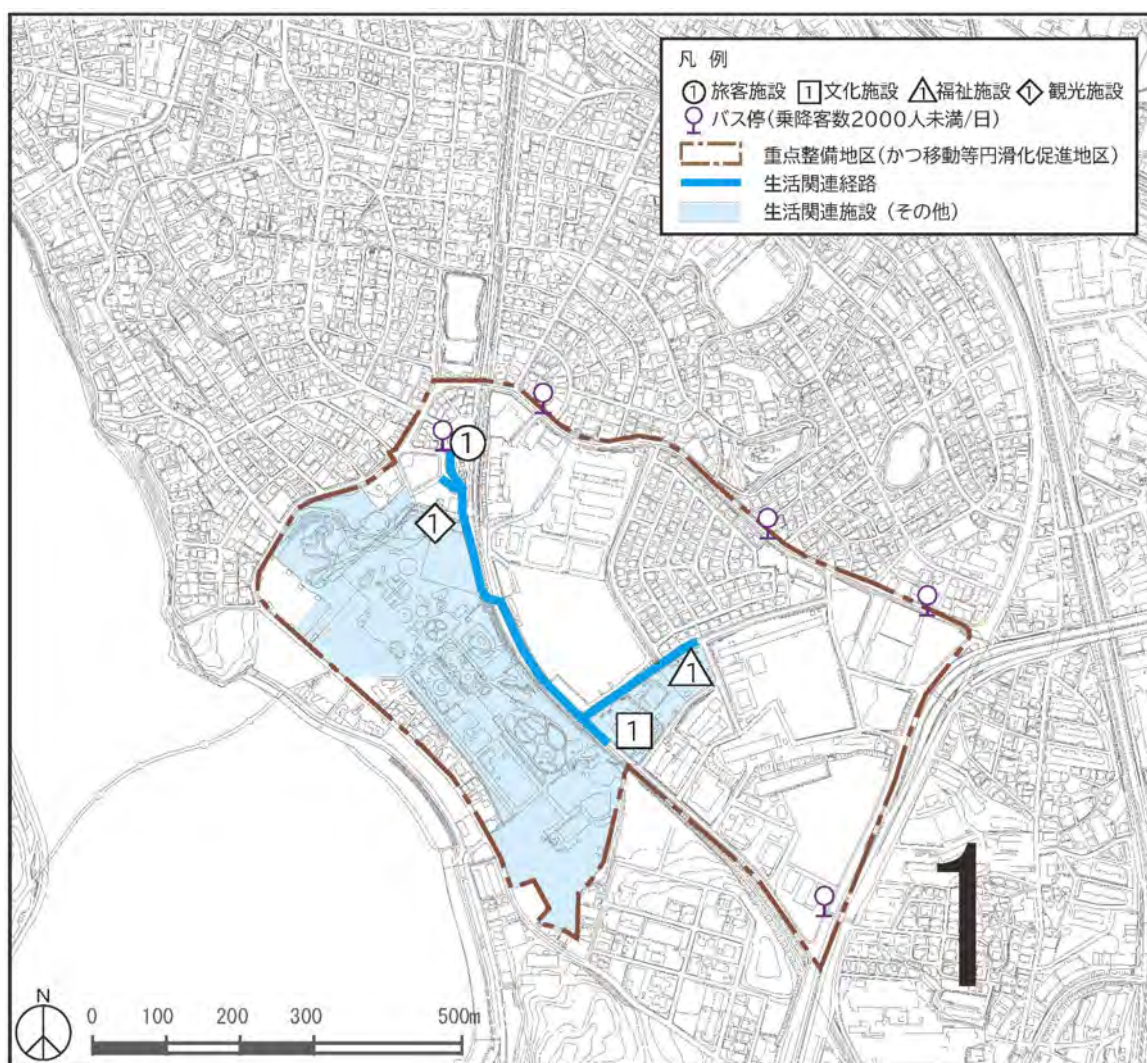 凡 例
① 旅客施設 1 文化施設 1 福祉施設 1 観光施設
バス停(乗降客数2000人未満/日)
重点整備地区(かつ移動等円滑化促進地区)
生活関連経路
生活関連施設(その他)
1
1
1
1
1
N
0 100 200 300 500m